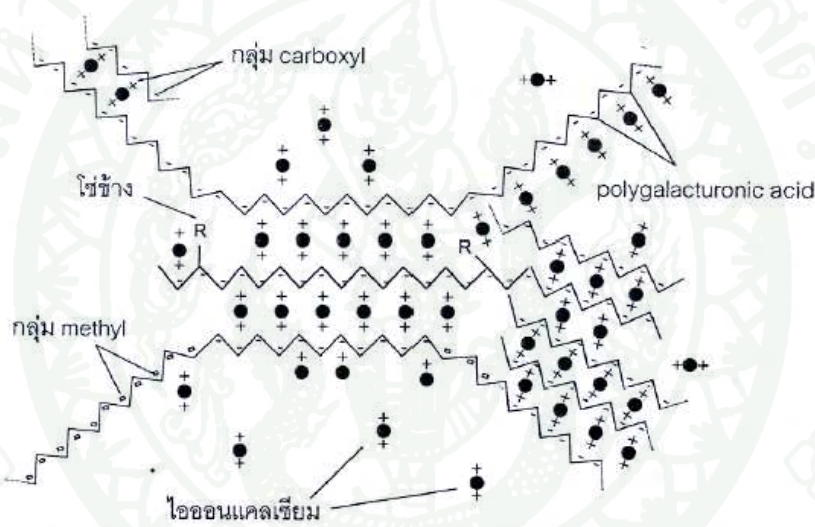 กลุ่ม carboxyl
โซ่ข้าง
polygalacturonic acid
R
R
กลุ่ม methyl
ไอออนแคลเซียม